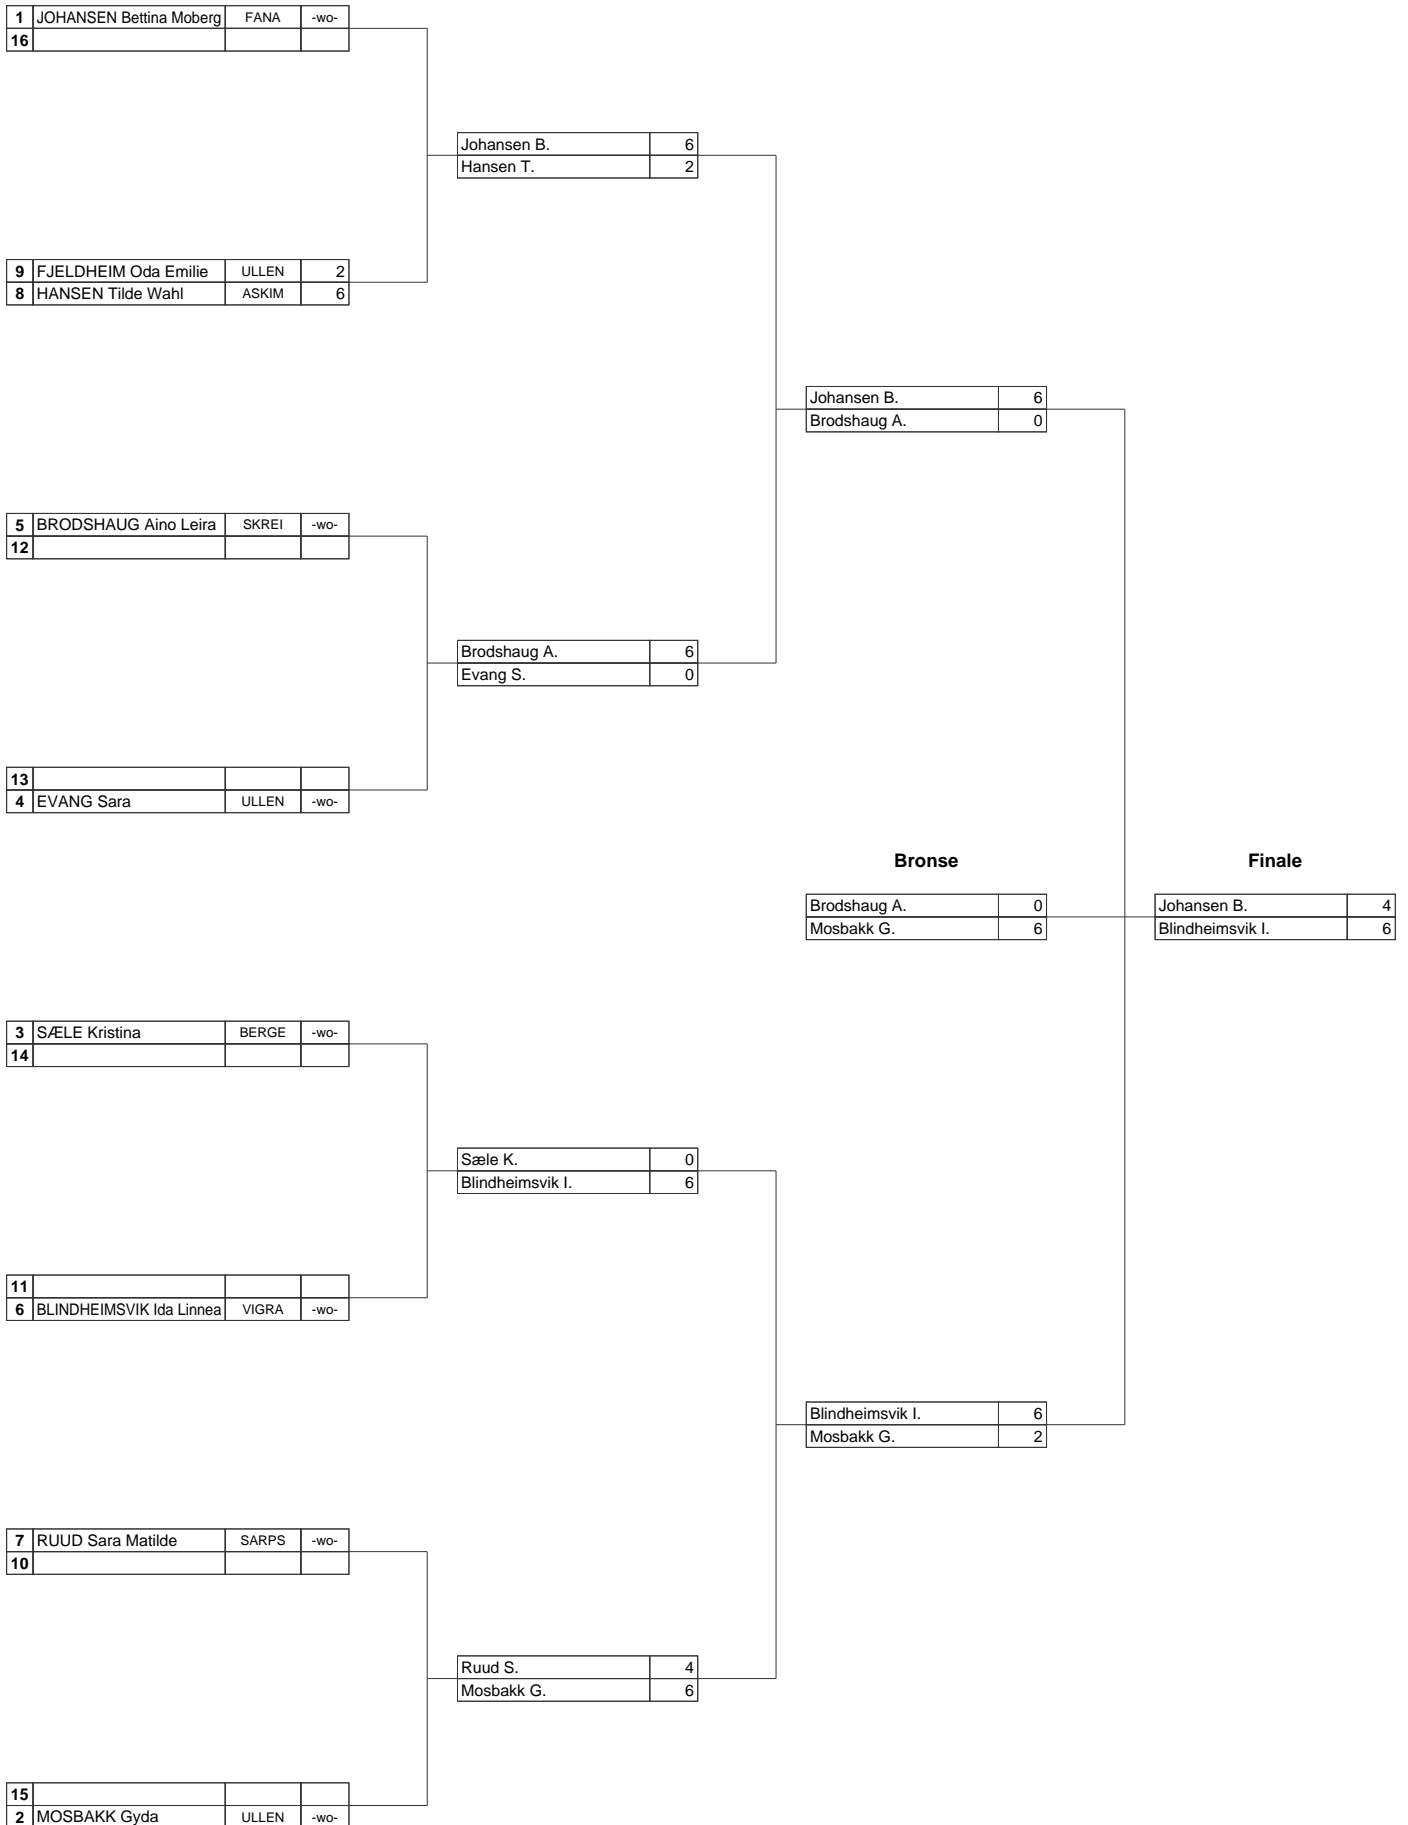 1 JOHANSEN Bettina Moberg FANA -wo-
16
Johansen B. 6
Hansen T. 2
9 FJELDHEIM Oda Emilie ULLEN 2
8 HANSEN Tilde Wahl ASKIM 6
Johansen B. 6
Brodshaug A. 0
5 BRODSHAUG Aino Leira SKREI -wo-
12
Brodshaug A. 6
Evang S. 0
13
4 EVANG Sara ULLEN -wo-
Bronse Finale
Brodshaug A. 0 Johansen B. 4
Mosbakk G. 6 Blindheimsvik I. 6
3 SÆLE Kristina BERGE -wo-
14
Sæle K. 0
Blindheimsvik I. 6
11
6 BLINDHEIMSVIK Ida Linnea VIGRA -wo-
Blindheimsvik I. 6
Mosbakk G. 2
7 RUUD Sara Matilde SARPS -wo-
10
Ruud S. 4
Mosbakk G. 6
15
2 MOSBAKK Gyda ULLEN -wo-